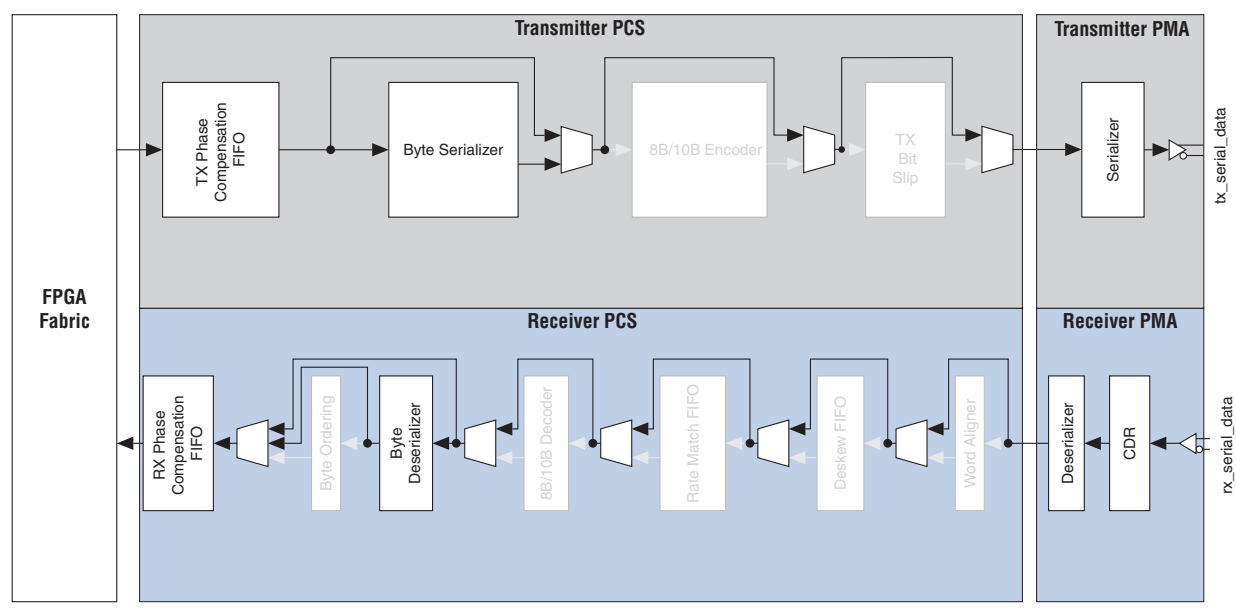 Transmitter PCS
Transmitter PMA
TX Phase
Compensation
FIFO
Byte Serializer
8B/10B Encoder
TX
Bit
Slip
Serializer
tx_serial_data
FPGA
Fabric
Receiver PCS
Receiver PMA
RX Phase
Compensation
FIFO
Byte Ordering
Byte
Deserializer
8B/10B Decoder
Rate Match FIFO
Deskew FIFO
Word Aligner
Deserializer
CDR
rx_serial_data